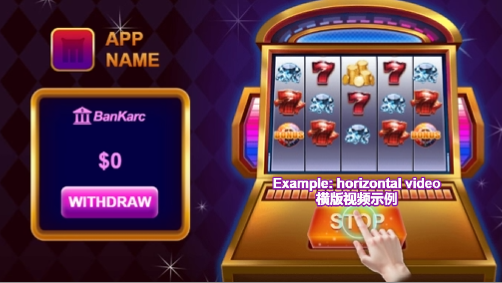 APP
NAME
BanKarc
$0
WITHDRAW
Example: horizontal video
横版视频示例
STOP